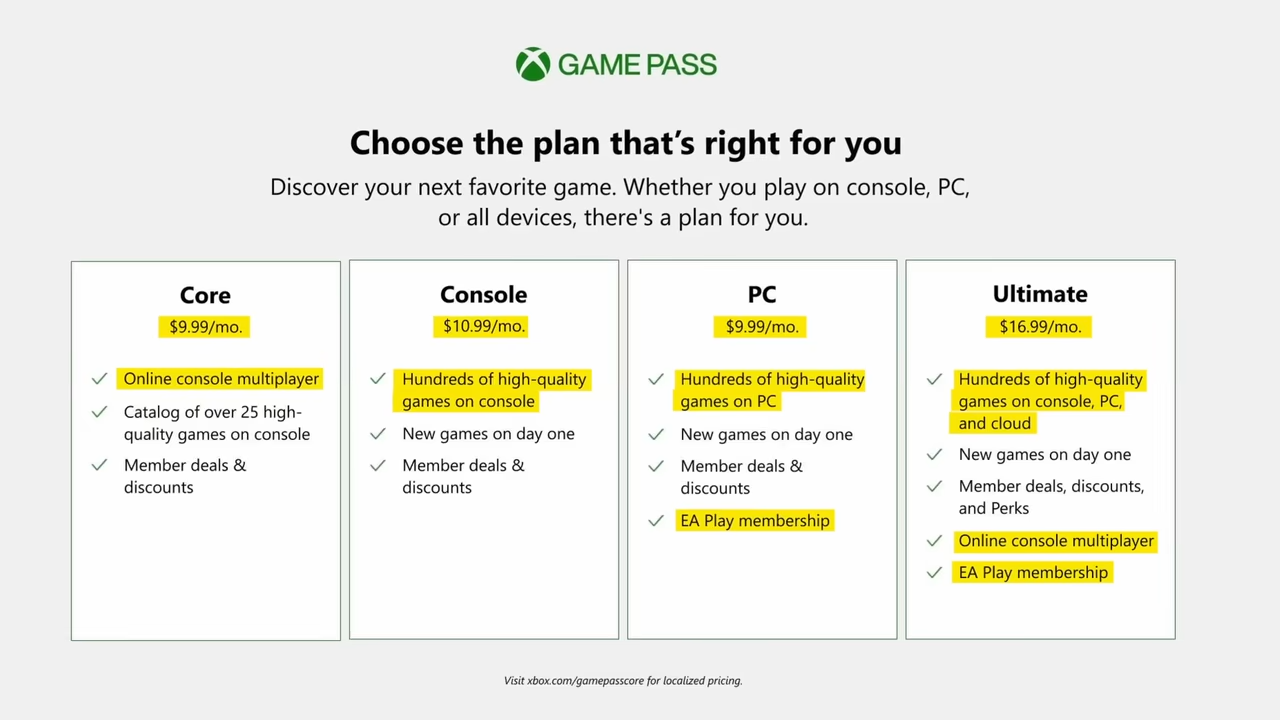 GAME PASS
Choose the plan that's right for you
Discover your next favorite game. Whether you play on console, PC,
or all devices, there's a plan for you.
Core
$9.99/mo.
Online console multiplayer
Catalog of over 25 high-
quality games on console
Member deals &
discounts
Console
$10.99/mo.
Hundreds of high-quality
games on console
New games on day one
Member deals &
discounts
PC
$9.99/mo.
Hundreds of high-quality
games on PC
New games on day one
Member deals &
discounts
EA Play membership
Ultimate
$16.99/mo.
Hundreds of high-quality
games on console, PC,
and cloud
New games on day one
Member deals, discounts,
and Perks
Online console multiplayer
EA Play membership
Visit xbox.com/gamepasscore for localized pricing.